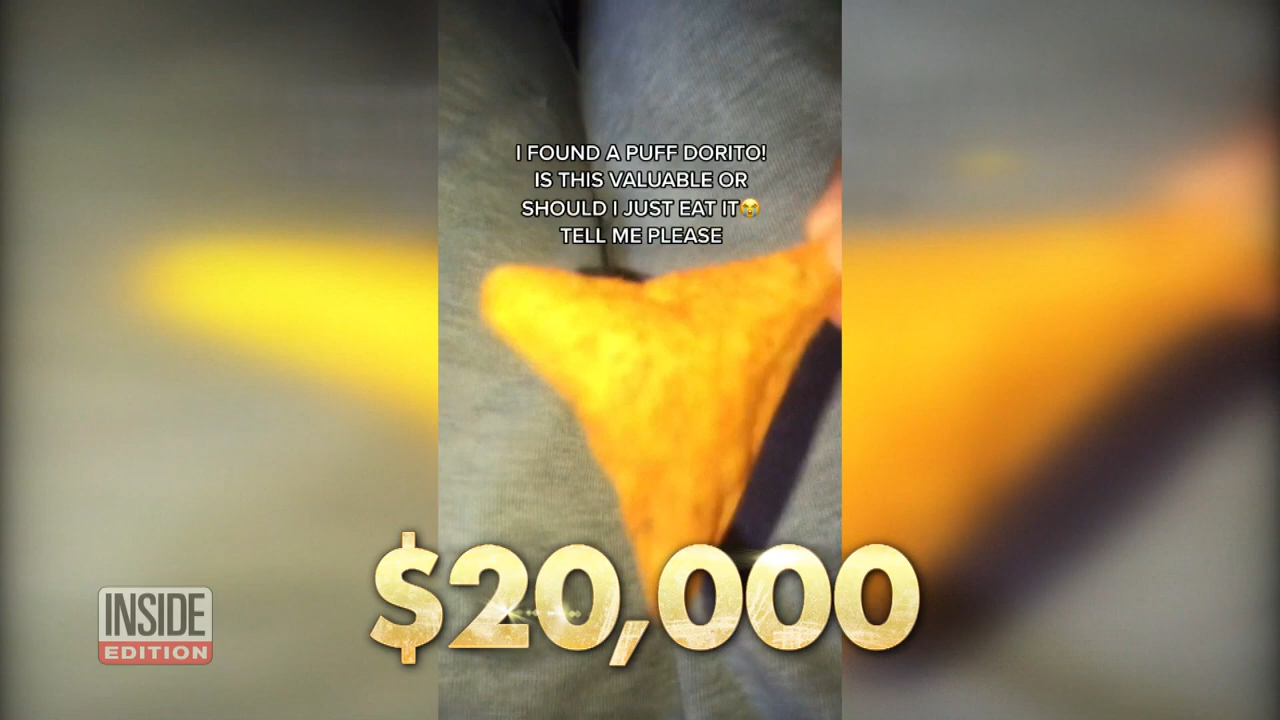 I FOUND A PUFF DORITO!
IS THIS VALUABLE OR
SHOULD I JUST EAT IT😭
TELL ME PLEASE
$20,000
INSIDE
EDITION